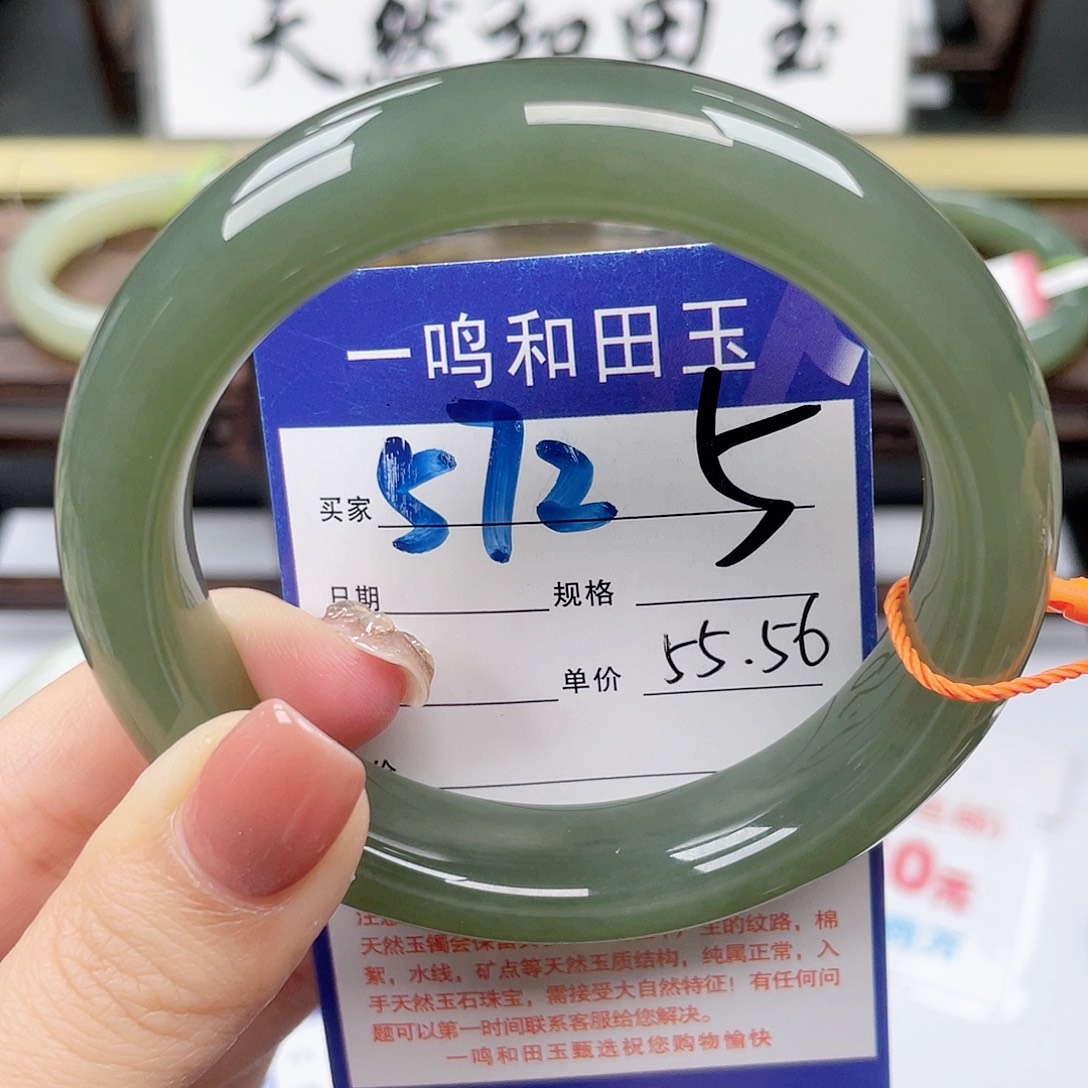 天然和田玉
一鸣和田玉
买家 572 5
日期 规格
单价 55.56
0元
生的纹路，棉
天然玉镯会保留
絮，水线，矿点等天然玉质结构，纯属正常，入
手天然玉石珠宝，需接受大自然特征！有任何问
题可以第一时间联系客服给您解决。
一鸣和田玉甄选祝您购物愉快